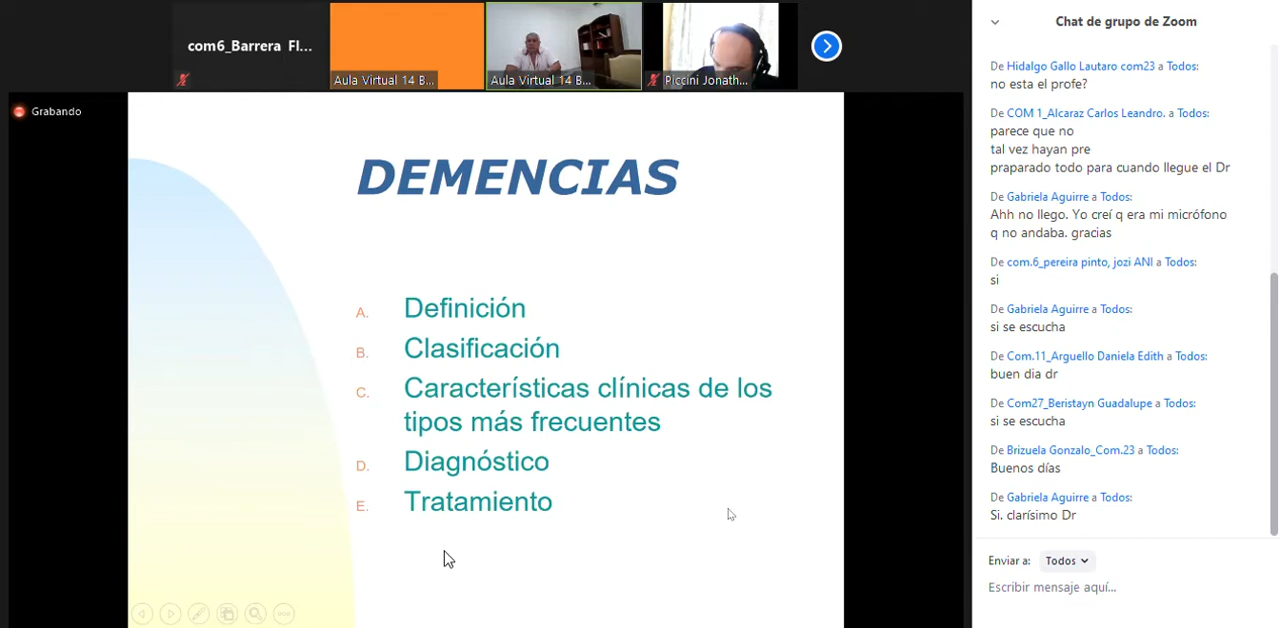 com6_Barrera Fl...
Aula Virtual 14 B...
Aula Virtual 14 B...
Piccini Jonath...
Grabando
DEMENCIAS
A. Definición
B. Clasificación
C. Características clínicas de los
tipos más frecuentes
D. Diagnóstico
E. Tratamiento
Chat de grupo de Zoom
De Hidalgo Gallo Lautaro com23 a Todos:
no esta el profe?
De COM 1_Alcaraz Carlos Leandro. a Todos:
parece que no
tal vez hayan pre
preparado todo para cuando llegue el Dr
De Gabriela Aguirre a Todos:
Ahh no llego. Yo creí q era mi micrófono
q no andaba. gracias
De com.6_pereira pinto, jozi ANI a Todos:
si
De Gabriela Aguirre a Todos:
si se escucha
De Com.11_Arguello Daniela Edith a Todos:
buen dia dr
De Com27_Beristayn Guadalupe a Todos:
si se escucha
De Brizuela Gonzalo_Com.23 a Todos:
Buenos días
De Gabriela Aguirre a Todos:
Si. clarísimo Dr
Enviar a: Todos
Escribir mensaje aquí...